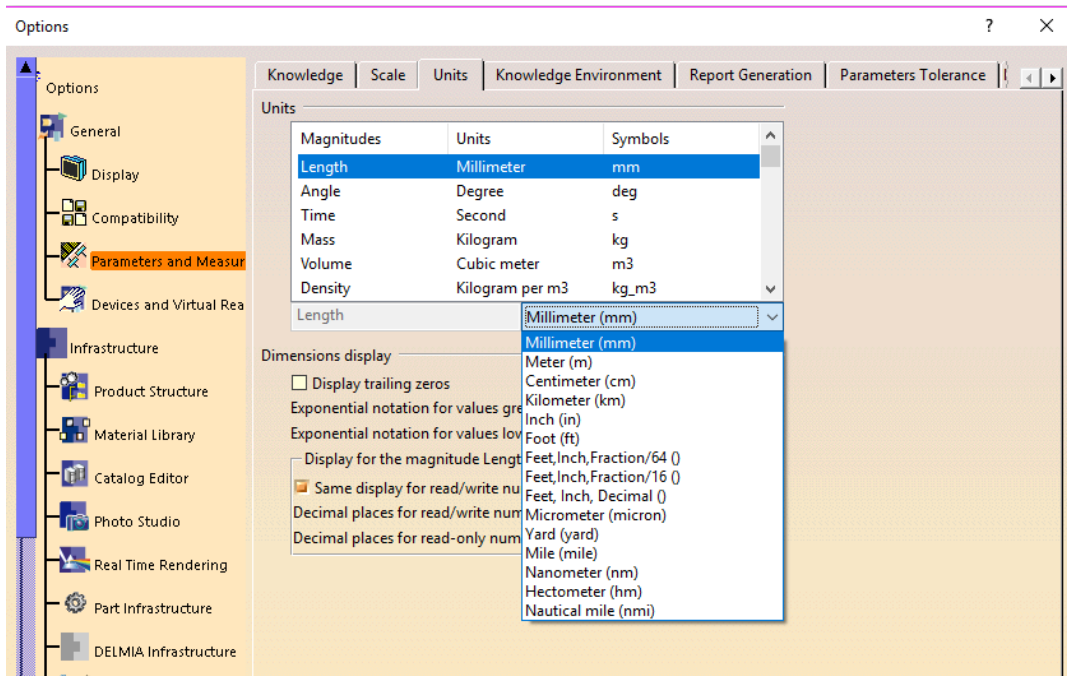 Options
?
Options
General
Display
Compatibility
Parameters and Measur
Devices and Virtual Rea
Infrastructure
Product Structure
Material Library
Catalog Editor
Photo Studio
Real Time Rendering
Part Infrastructure
DELMIA Infrastructure
Knowledge Scale Units Knowledge Environment Report Generation Parameters Tolerance
Units
Magnitudes Units Symbols
Length Millimeter mm
Angle Degree deg
Time Second s
Mass Kilogram kg
Volume Cubic meter m3
Density Kilogram per m3 kg_m3
Length Millimeter (mm)
Millimeter (mm)
Meter (m)
Centimeter (cm)
Kilometer (km)
Inch (in)
Foot (ft)
Feet,Inch,Fraction/64 ()
Feet,Inch,Fraction/16 ()
Feet, Inch, Decimal ()
Micrometer (micron)
Yard (yard)
Mile (mile)
Nanometer (nm)
Hectometer (hm)
Nautical mile (nmi)
Dimensions display
Display trailing zeros
Exponential notation for values gre
Exponential notation for values lov
Display for the magnitude Lengt
Same display for read/write nu
Decimal places for read/write num
Decimal places for read-only num